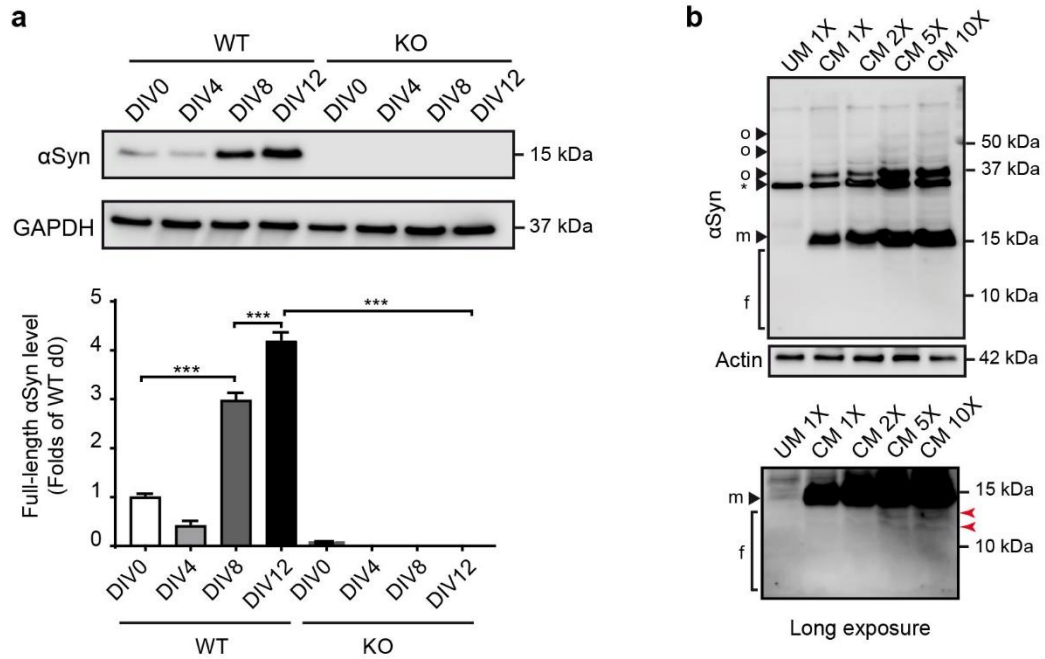 a
WT KO
DIV0 DIV4 DIV8 DIV12 DIV0 DIV4 DIV8 DIV12
αSyn 15 kDa
GAPDH 37 kDa
Full-length αSyn level
(Folds of WT d0)
5
4
3
2
1
0
*** *** ***
DIV0 DIV4 DIV8 DIV12 DIV0 DIV4 DIV8 DIV12
WT KO
b
UM 1X CM 1X CM 2X CM 5X CM 10X
αSyn
o 50 kDa
o
o 37 kDa
*
m 15 kDa
f 10 kDa
Actin 42 kDa
UM 1X CM 1X CM 2X CM 5X CM 10X
m 15 kDa
f 10 kDa
Long exposure